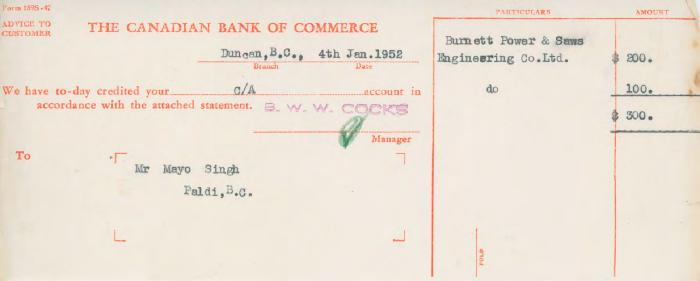 Form 189S-47
ADVICE TO
CUSTOMER
THE CANADIAN BANK OF COMMERCE
Duncan,B.C., 4th Jan.1952
Branch Date
We have to-day credited your C/A account in
accordance with the attached statement.
B. W. W. COCKS
Manager
To
Mr Mayo Singh
Paldi,B.C.
PARTICULARS AMOUNT
Burnett Power & Saws
Engineering Co.Ltd. $ 200.
do 100.
$ 300.
FOLD